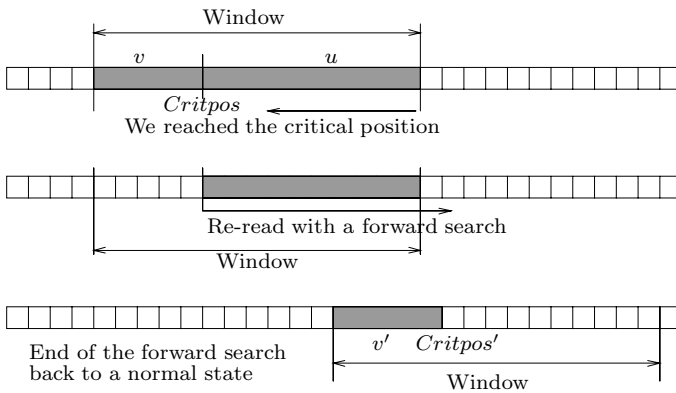 Window
v u
Critpos
We reached the critical position
Re-read with a forward search
Window
End of the forward search
back to a normal state
v' Critpos'
Window